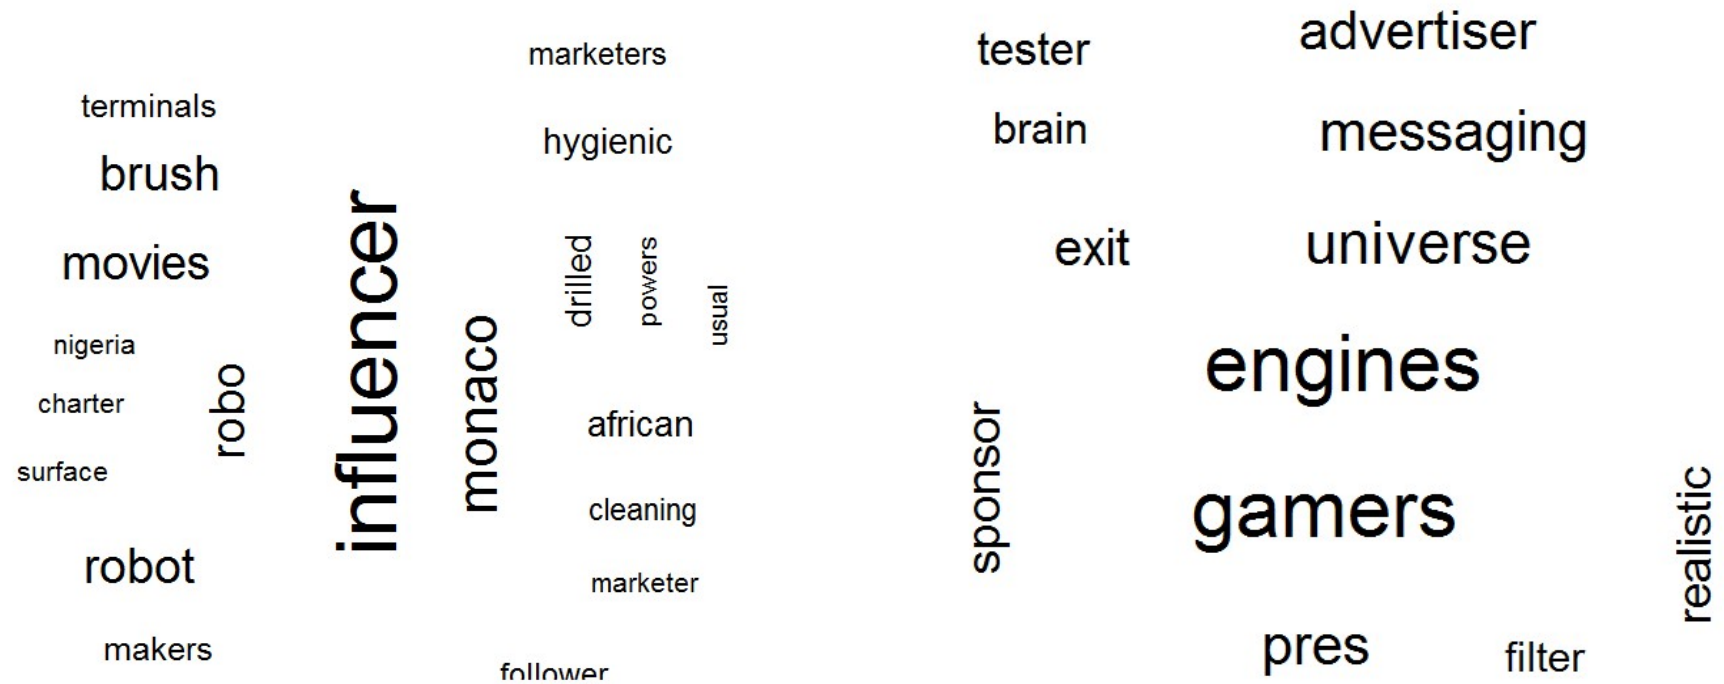 marketers
terminals
hygienic
brush
influencer
drilled
powers
usual
movies
monaco
nigeria
robo
charter
african
surface
cleaning
robot
marketer
makers
follower
advertiser
tester
brain
messaging
exit
universe
engines
sponsor
gamers
realistic
pres
filter